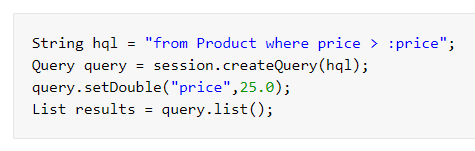 String hql = "from Product where price > :price";
Query query = session.createQuery(hql);
query.setDouble("price",25.0);
List results = query.list();